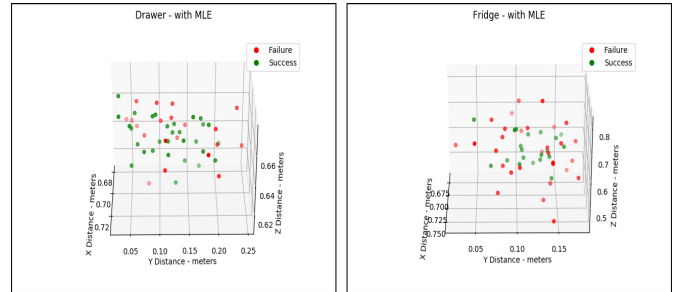 Drawer - with MLE
Failure
Success
0.68
0.70
0.72
X Distance - meters
0.05
0.10
0.15
0.20
0.25
Y Distance - meters
0.66
0.64
0.62
Z Distance - meters
Fridge - with MLE
Failure
Success
0.675
0.700
0.725
0.750
X Distance - meters
0.05
0.10
0.15
Y Distance - meters
0.8
0.7
0.6
0.5
Z Distance - meters